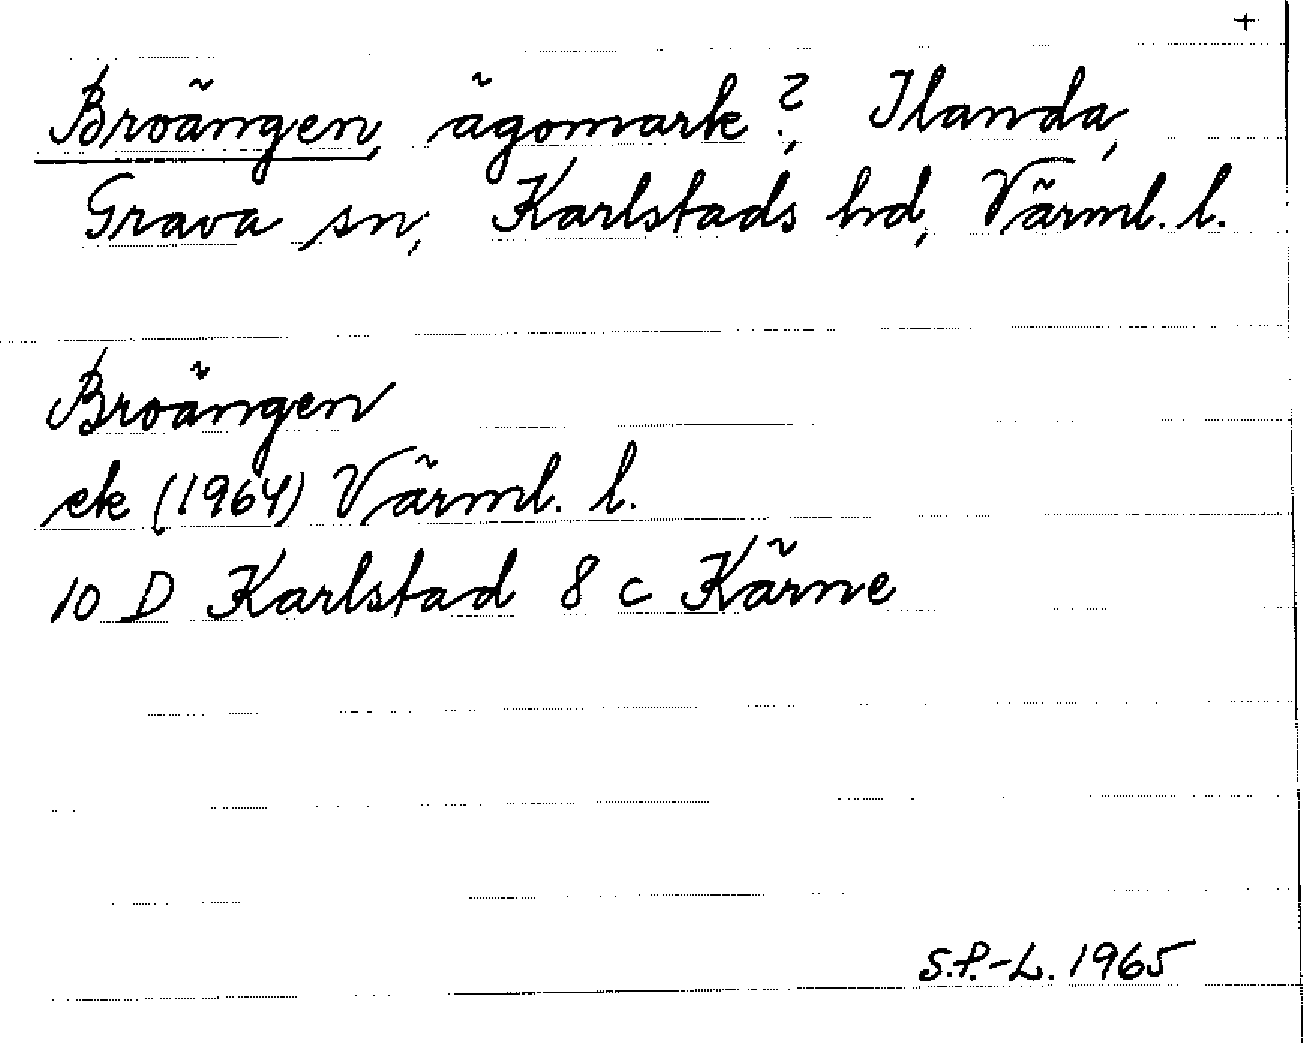 +
Broängen, ägomark?, Ilanda,
Grava sn, Karlstads hd, Värml. l.
Broängen
ek (1964) Värml. l.
10 D Karlstad 8 c Kärne
S.P.-L. 1965